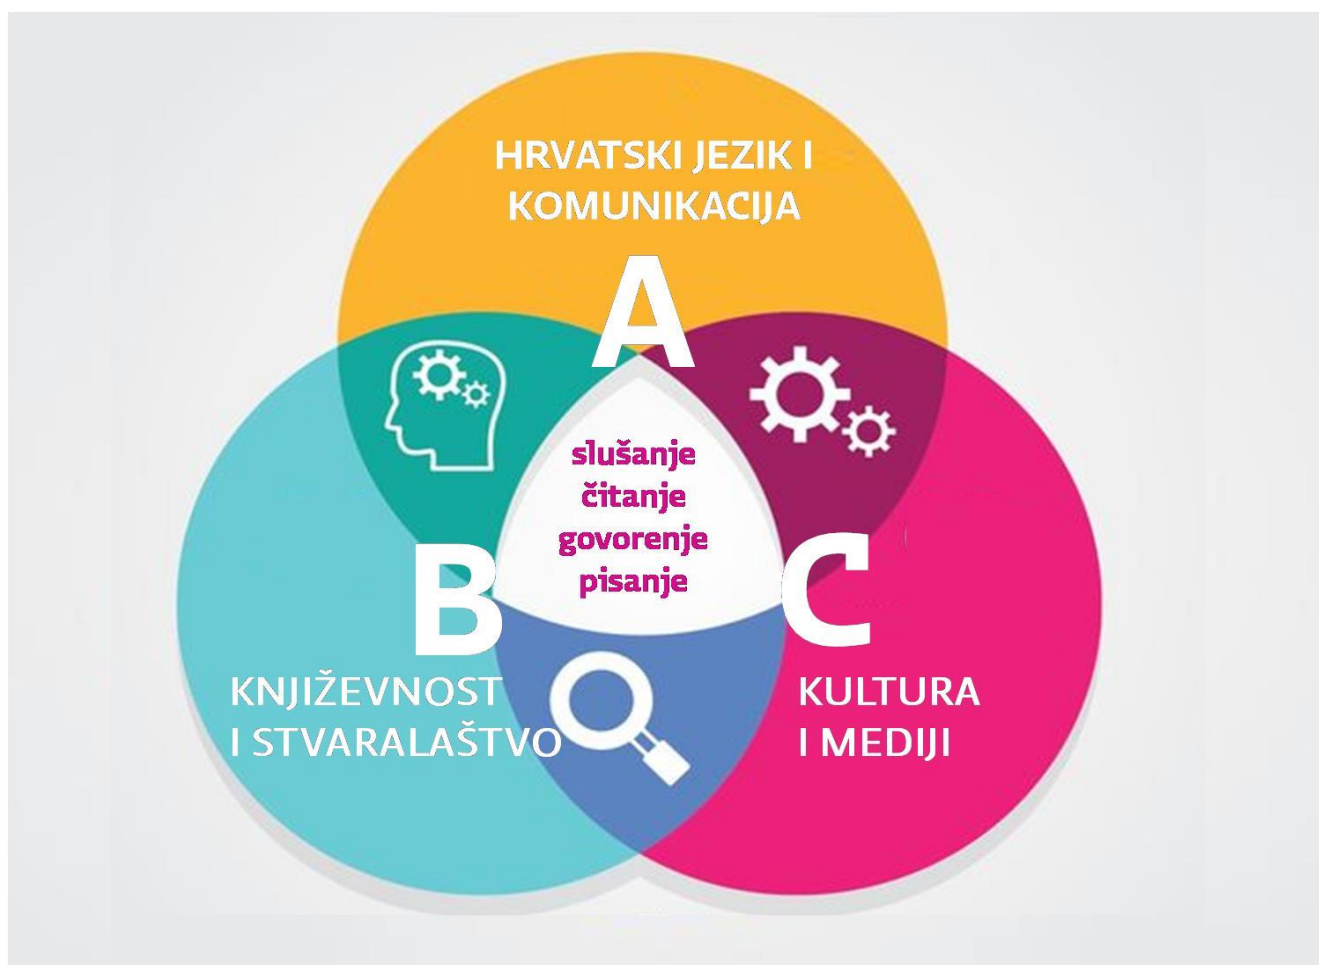 HRVATSKI JEZIK I
KOMUNIKACIJA
A
slušanje
čitanje
govorenje
pisanje
B
KNJIŽEVNOST
I STVARALAŠTVO
C
KULTURA
I MEDIJI